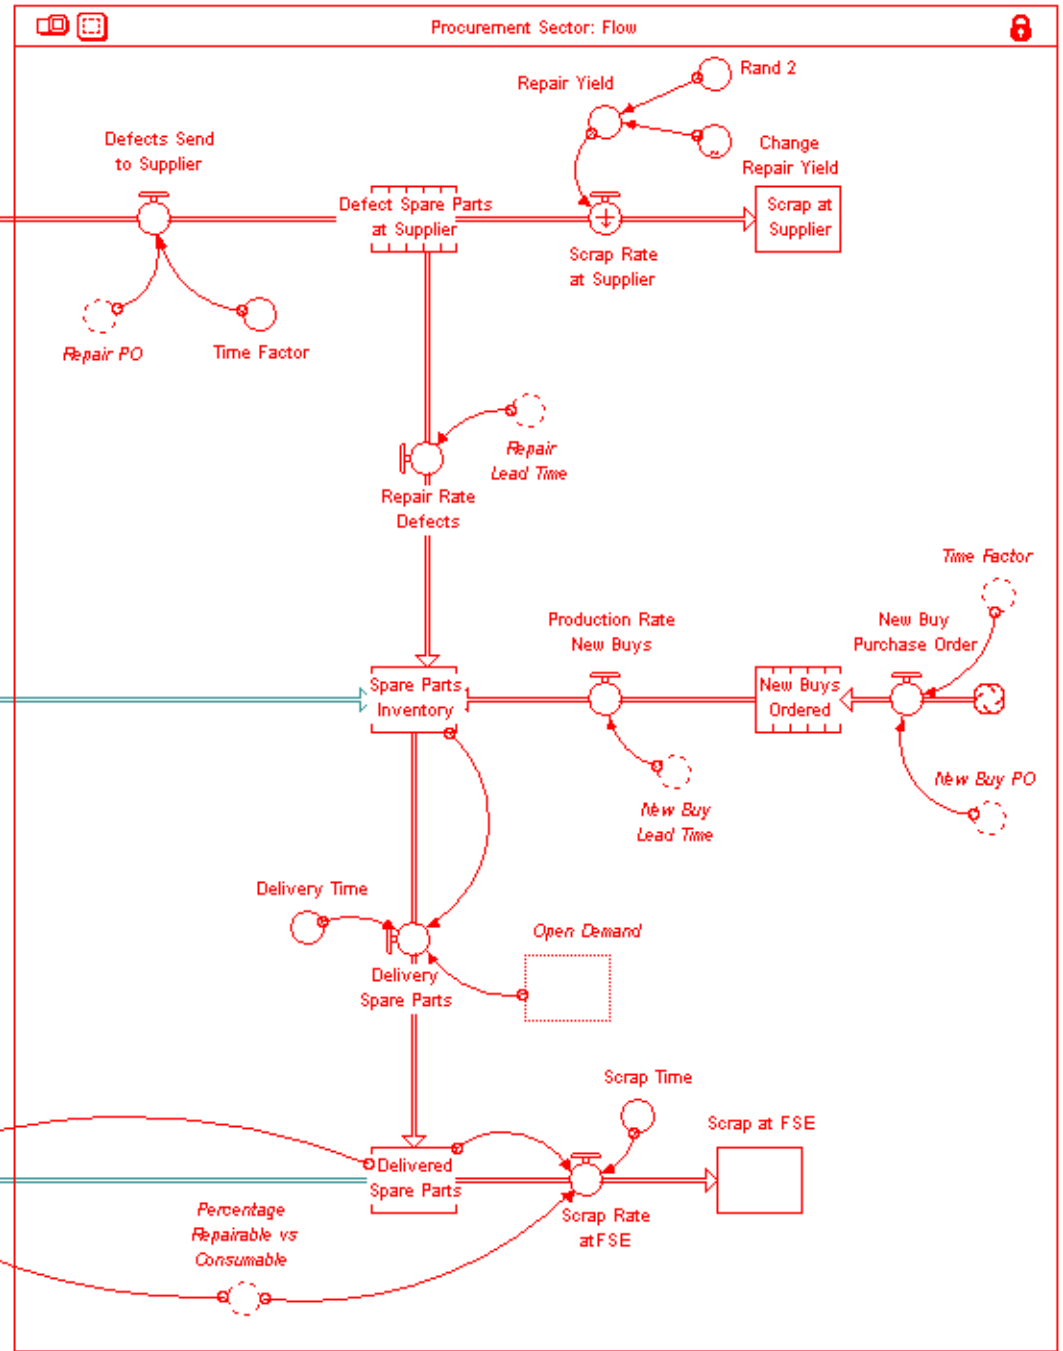 Procurement Sector: Flow
Rand 2
Repair Yield
Change
Repair Yield
Defects Send
to Supplier
Defect Spare Parts
at Supplier
Scrap at
Supplier
Scrap Rate
at Supplier
Repair PO
Time Factor
Repair
Lead Time
Repair Rate
Defects
Time Factor
Production Rate
New Buys
New Buy
Purchase Order
Spare Parts
Inventory
New Buys
Ordered
New Buy PO
New Buy
Lead Time
Delivery Time
Open Demand
Delivery
Spare Parts
Scrap Time
Scrap at FSE
Delivered
Spare Parts
Percentage
Repairable vs
Consumable
Scrap Rate
atFSE